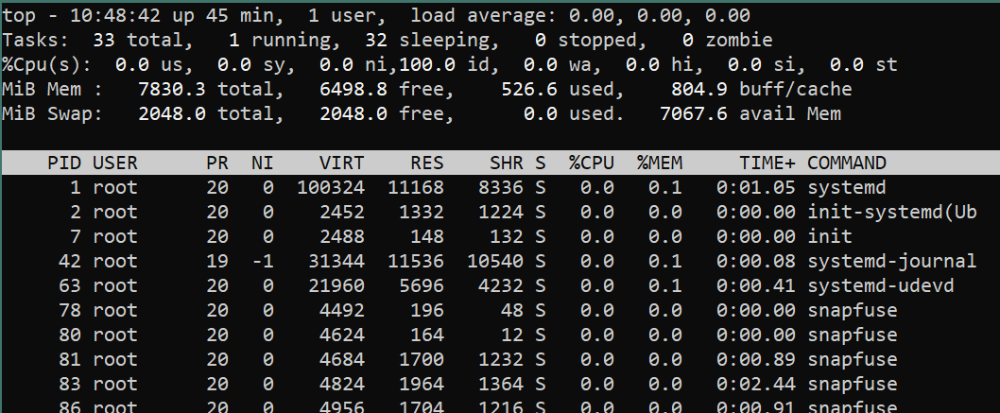 top - 10:48:42 up 45 min,  1 user,  load average: 0.00, 0.00, 0.00
Tasks:  33 total,   1 running,  32 sleeping,   0 stopped,   0 zombie
%Cpu(s):  0.0 us,  0.0 sy,  0.0 ni,100.0 id,  0.0 wa,  0.0 hi,  0.0 si,  0.0 st
MiB Mem :   7830.3 total,   6498.8 free,    526.6 used,    804.9 buff/cache
MiB Swap:   2048.0 total,   2048.0 free,      0.0 used.   7067.6 avail Mem
    PID USER      PR  NI    VIRT    RES    SHR S  %CPU  %MEM     TIME+ COMMAND
      1 root      20   0  100324  11168   8336 S   0.0   0.1   0:01.05 systemd
      2 root      20   0    2452   1332   1224 S   0.0   0.0   0:00.00 init-systemd(Ub
      7 root      20   0    2488    148    132 S   0.0   0.0   0:00.00 init
     42 root      19  -1   31344  11536  10540 S   0.0   0.1   0:00.08 systemd-journal
     63 root      20   0   21960   5696   4232 S   0.0   0.1   0:00.41 systemd-udevd
     78 root      20   0    4492    196     48 S   0.0   0.0   0:00.00 snapfuse
     80 root      20   0    4624    164     12 S   0.0   0.0   0:00.00 snapfuse
     81 root      20   0    4684   1700   1232 S   0.0   0.0   0:00.89 snapfuse
     83 root      20   0    4824   1964   1364 S   0.0   0.0   0:02.44 snapfuse
     86 root      20   0    4956   1704   1216 S   0.0   0.0   0:00.91 snapfuse